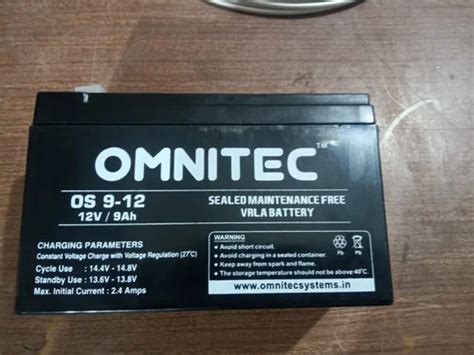 OMNITEC™
OS 9-12
12V / 9Ah
SEALED MAINTENANCE FREE
VRLA BATTERY
CHARGING PARAMETERS
Constant Voltage Charge with Voltage Regulation (27°C)
Cycle Use : 14.4V - 14.8V
Standby Use : 13.6V - 13.8V
Max. Initial Current : 2.4 Amps
WARNING
• Avoid short circuit.
• Avoid charging in a sealed container.
• Keep away from spark and flame.
• The storage temperature should not be above 40°C.
Pb Pb
www.omnitecsystems.in